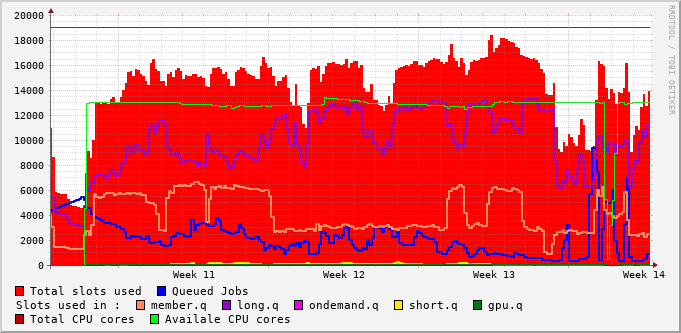 RRDTOOL / TOBI OETIKER
20000
18000
16000
14000
12000
10000
8000
6000
4000
2000
0
Week 11 Week 12 Week 13 Week 14
Total slots used Queued Jobs
Slots used in : member.q long.q ondemand.q short.q gpu.q
Total CPU cores Availale CPU cores